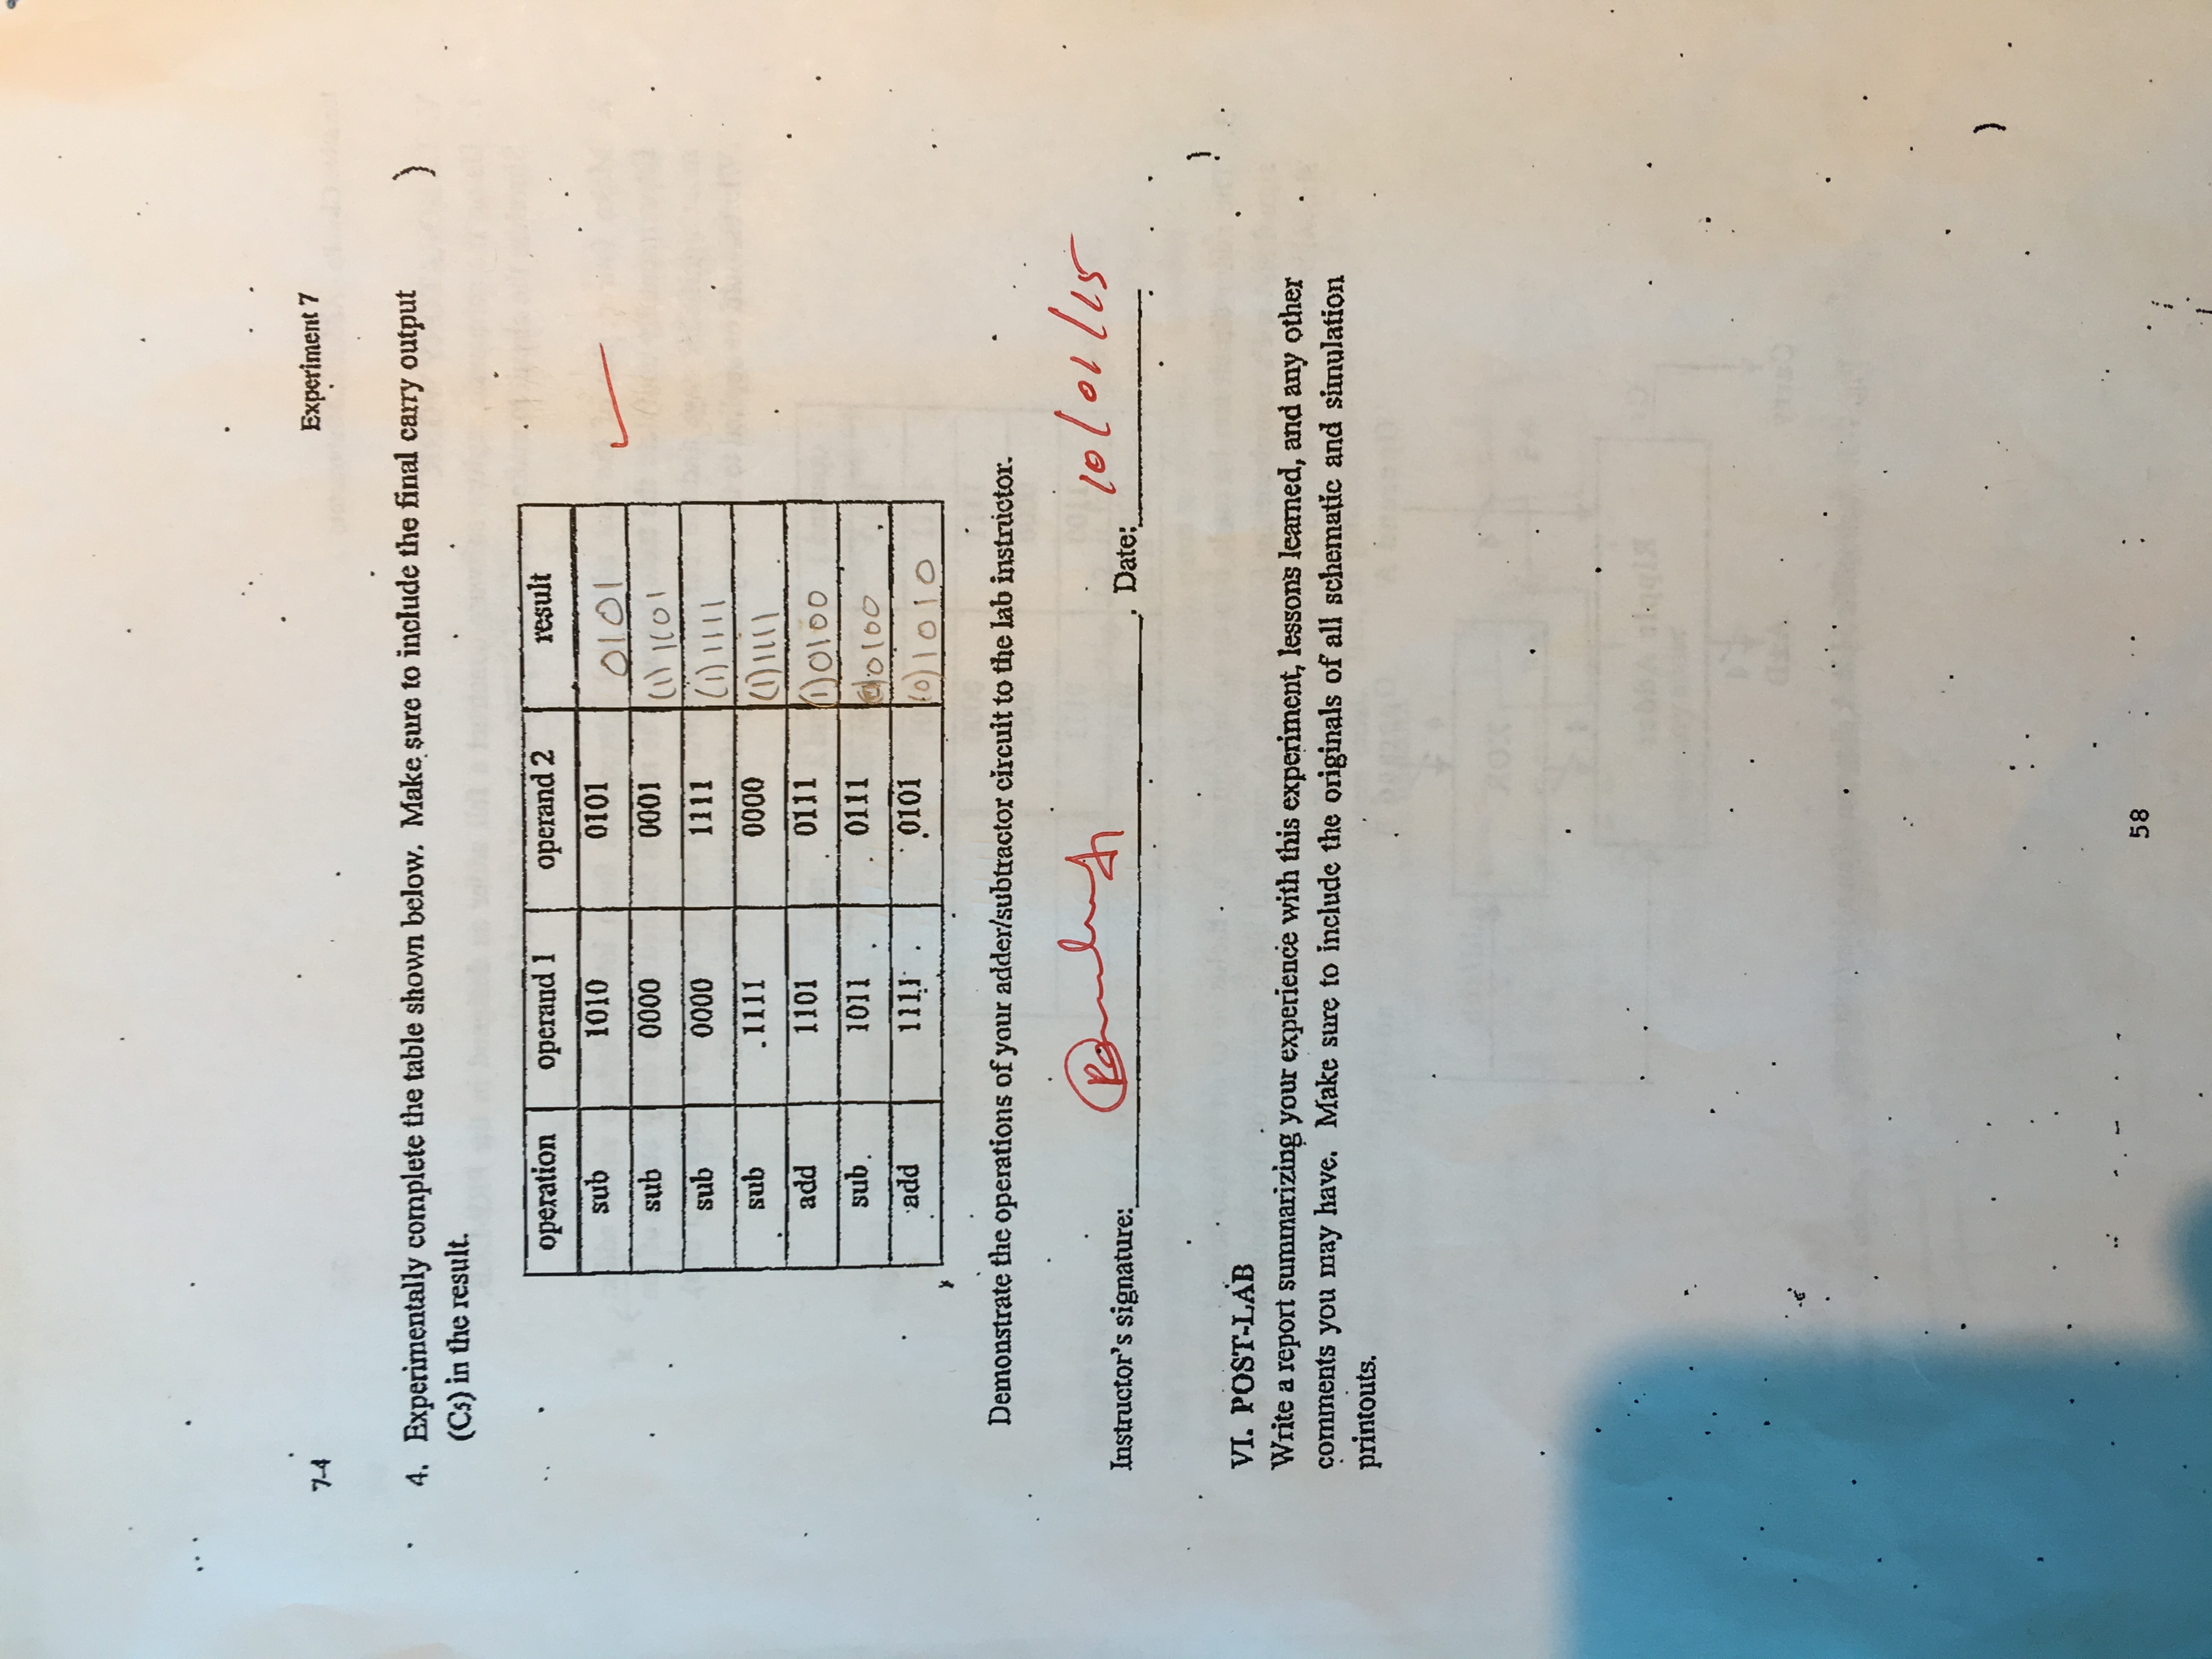 7-4
Experiment 7
4. Experimentally complete the table shown below. Make sure to include the final carry output
(C5) in the result.
operation operand 1 operand 2 result
sub 1010 0101 0101
sub 0000 0001 (1) 1101
sub 0000 1111 (1) 1111
sub 1111 0000 (1) 1111
add 1101 0111 (1) 0100
sub 1011 0111 0100
add 1111 0101 (0) 1010
Demonstrate the operations of your adder/subtractor circuit to the lab instructor.
Instructor's signature: Date: 10/01/15
VI. POST-LAB
Write a report summarizing your experience with this experiment, lessons learned, and any other
comments you may have. Make sure to include the originals of all schematic and simulation
printouts.
58